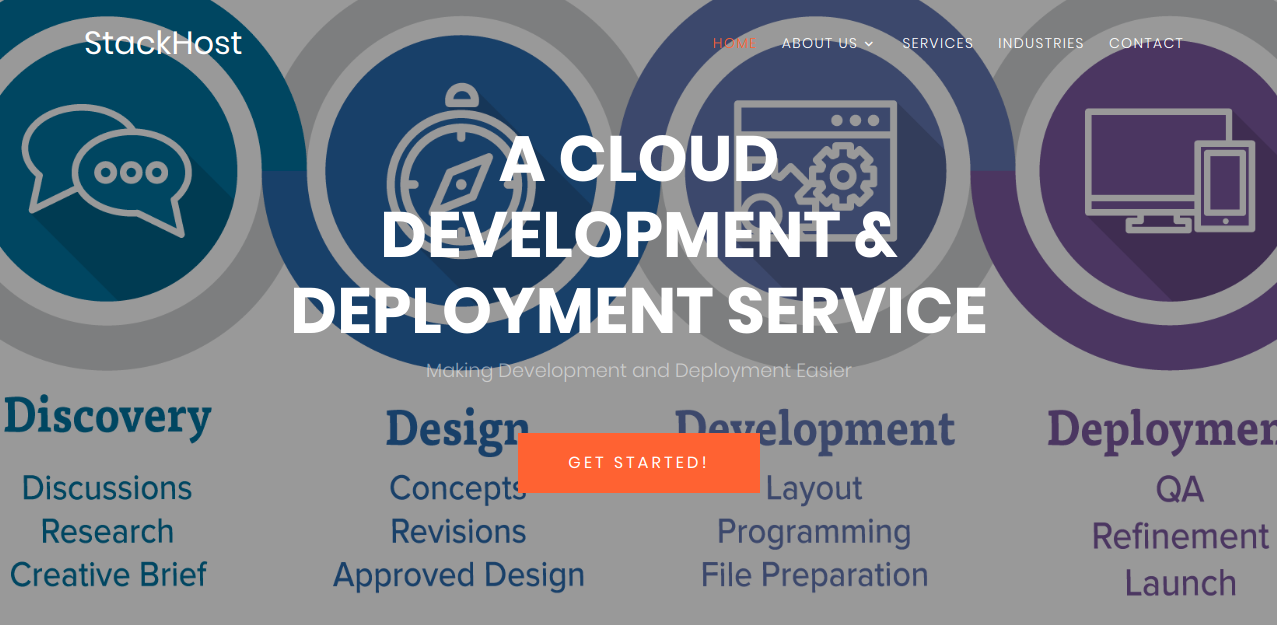 StackHost
HOME ABOUT US SERVICES INDUSTRIES CONTACT
A CLOUD
DEVELOPMENT &
DEPLOYMENT SERVICE
Making Development and Deployment Easier
GET STARTED!
Discovery
Discussions
Research
Creative Brief
Design
Concepts
Revisions
Approved Design
Development
Layout
Programming
File Preparation
Deploymen
QA
Refinement
Launch